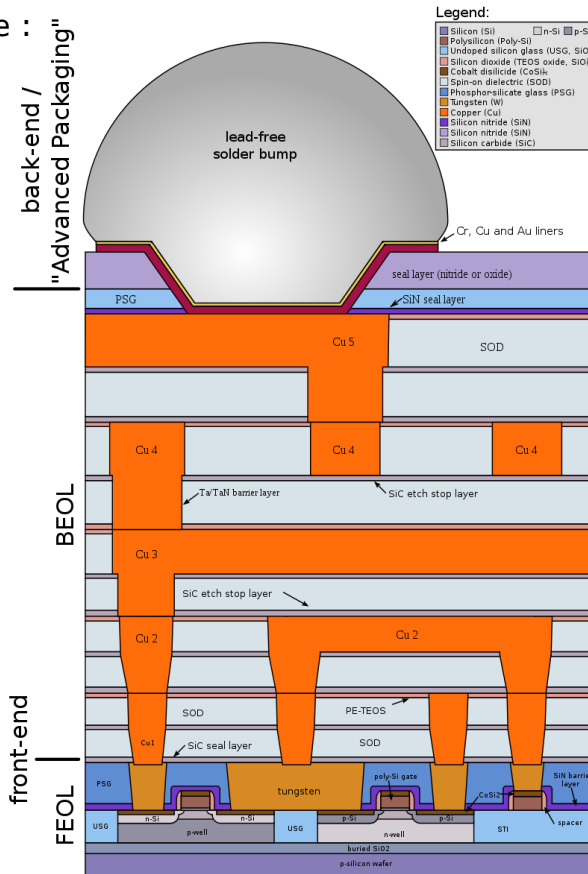 e :
Legend:
Silicon (Si) n-Si p-S
Polysilicon (Poly-Si)
Undoped silicon glass (USG, SiO
Silicon dioxide (TEOS oxide, SiO
Cobalt disilicide (CoSi₂
Spin-on dielectric (SOD)
Phosphor-silicate glass (PSG)
Tungsten (W)
Copper (Cu)
Silicon nitride (SiN)
Silicon nitride (SiN)
Silicon carbide (SiC)
back-end /
"Advanced Packaging"
lead-free
solder bump
Cr, Cu and Au liners
seal layer (nitride or oxide)
PSG
SiN seal layer
Cu 5
SOD
BEOL
Cu 4
Cu 4
Cu 4
Ta/TaN barrier layer
SiC etch stop layer
Cu 3
SiC etch stop layer
Cu 2
Cu 2
front-end
SOD
PE-TEOS
Cu1
SiC seal layer
SOD
FEOL
PSG
tungsten
poly-Si gate
SiN barrie
layer
CoSi2
n-Si
n-Si
p-Si
p-Si
spacer
USG
p-well
USG
n-well
STI
buried SiO2
p-silicon wafer